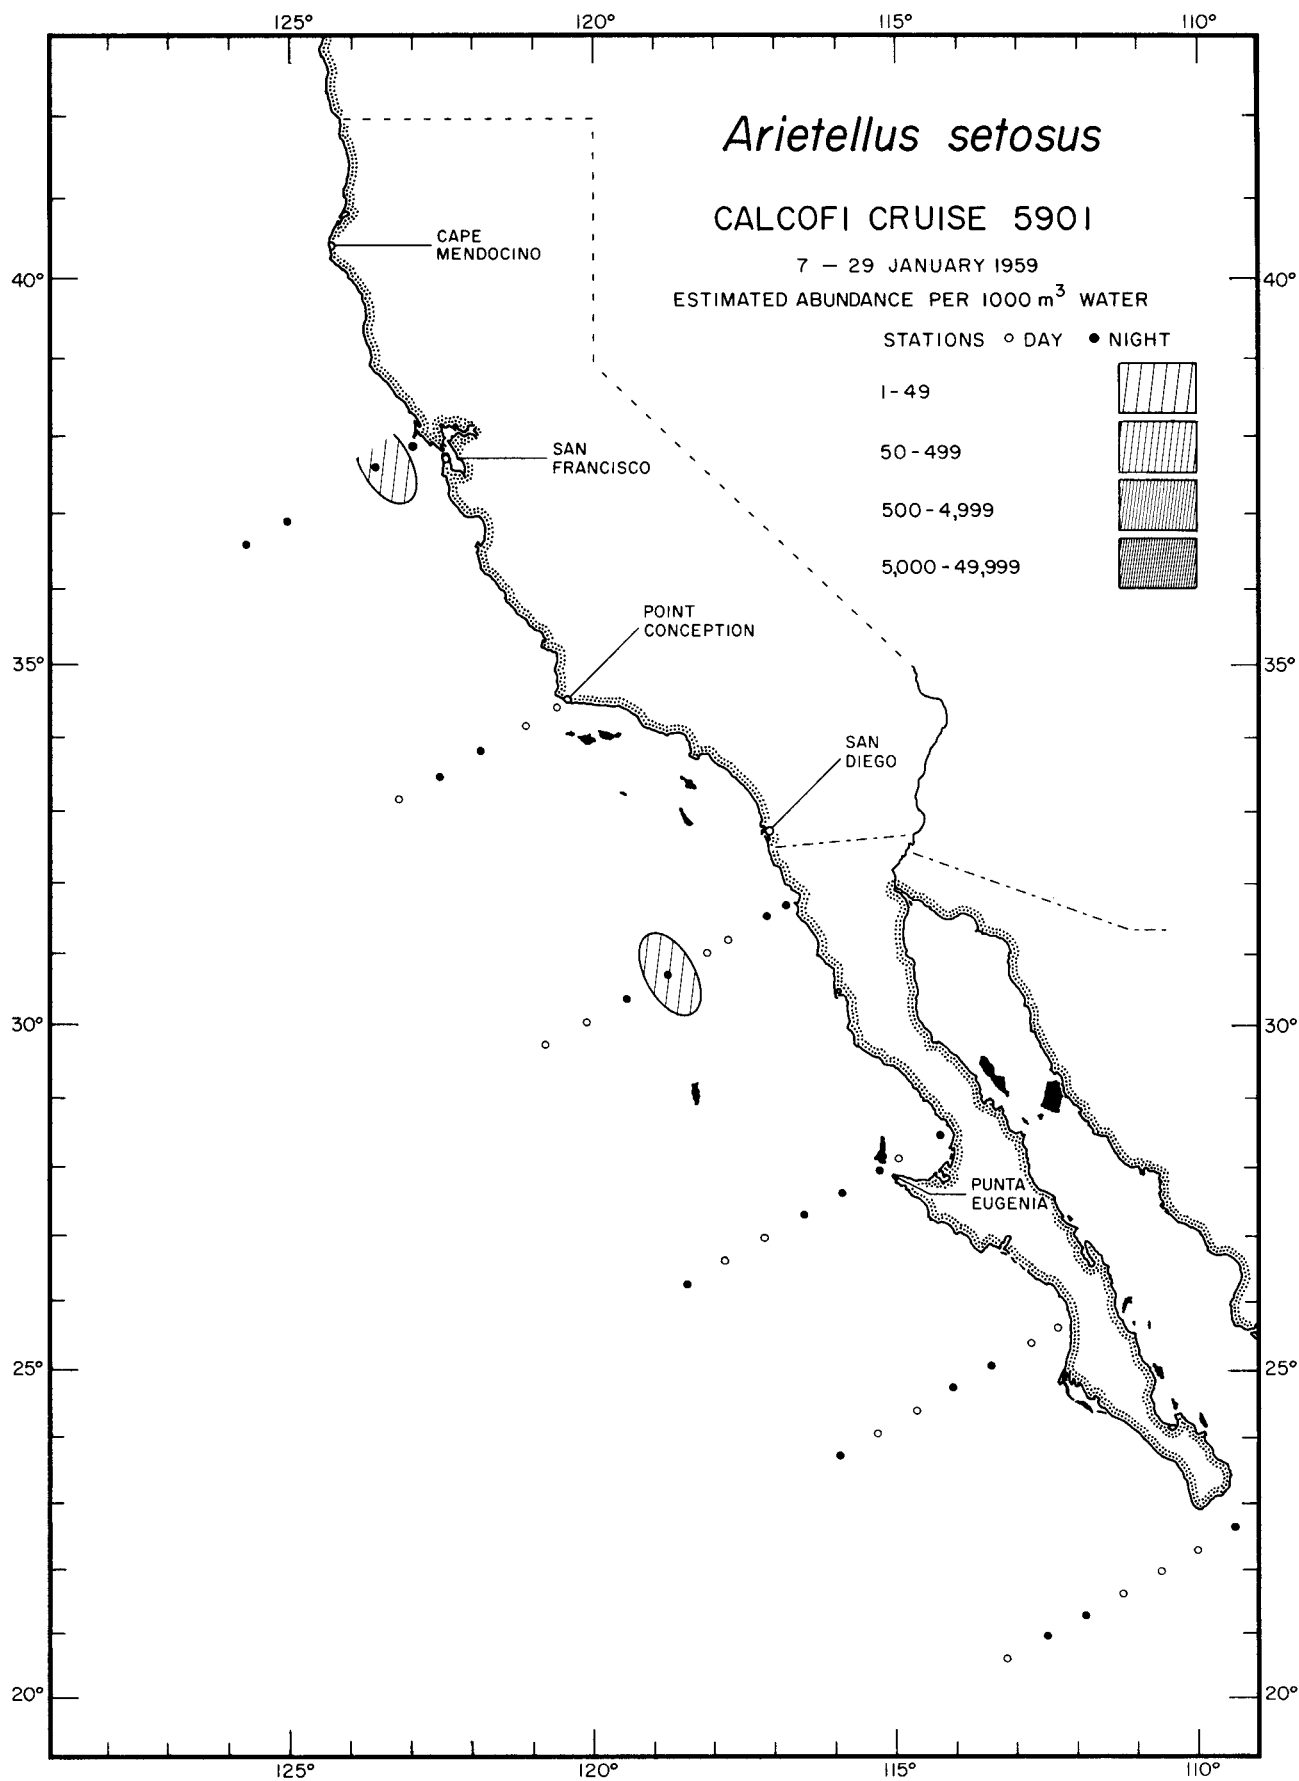 125° 120° 115° 110°
Arietellus setosus
CALCOFI CRUISE 5901
7 – 29 JANUARY 1959
ESTIMATED ABUNDANCE PER 1000 m³ WATER
STATIONS ○ DAY ● NIGHT
1-49
50-499
500-4,999
5,000-49,999
CAPE
MENDOCINO
40° 40°
SAN
FRANCISCO
POINT
CONCEPTION
35° 35°
SAN
DIEGO
30° 30°
PUNTA
EUGENIA
25° 25°
20° 20°
125° 120° 115° 110°